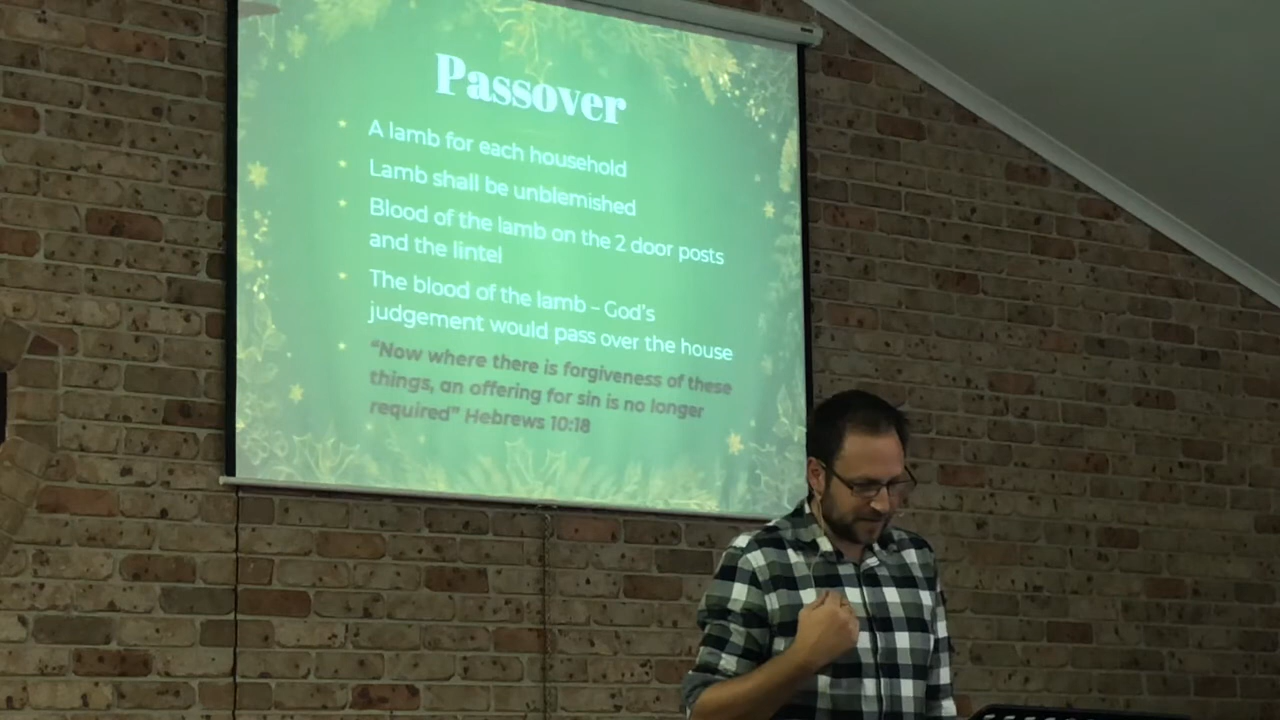 Passover
A lamb for each household
Lamb shall be unblemished
Blood of the lamb on the 2 door posts
and the lintel
The blood of the lamb – God's
judgement would pass over the house
“Now where there is forgiveness of these
things, an offering for sin is no longer
required” Hebrews 10:18